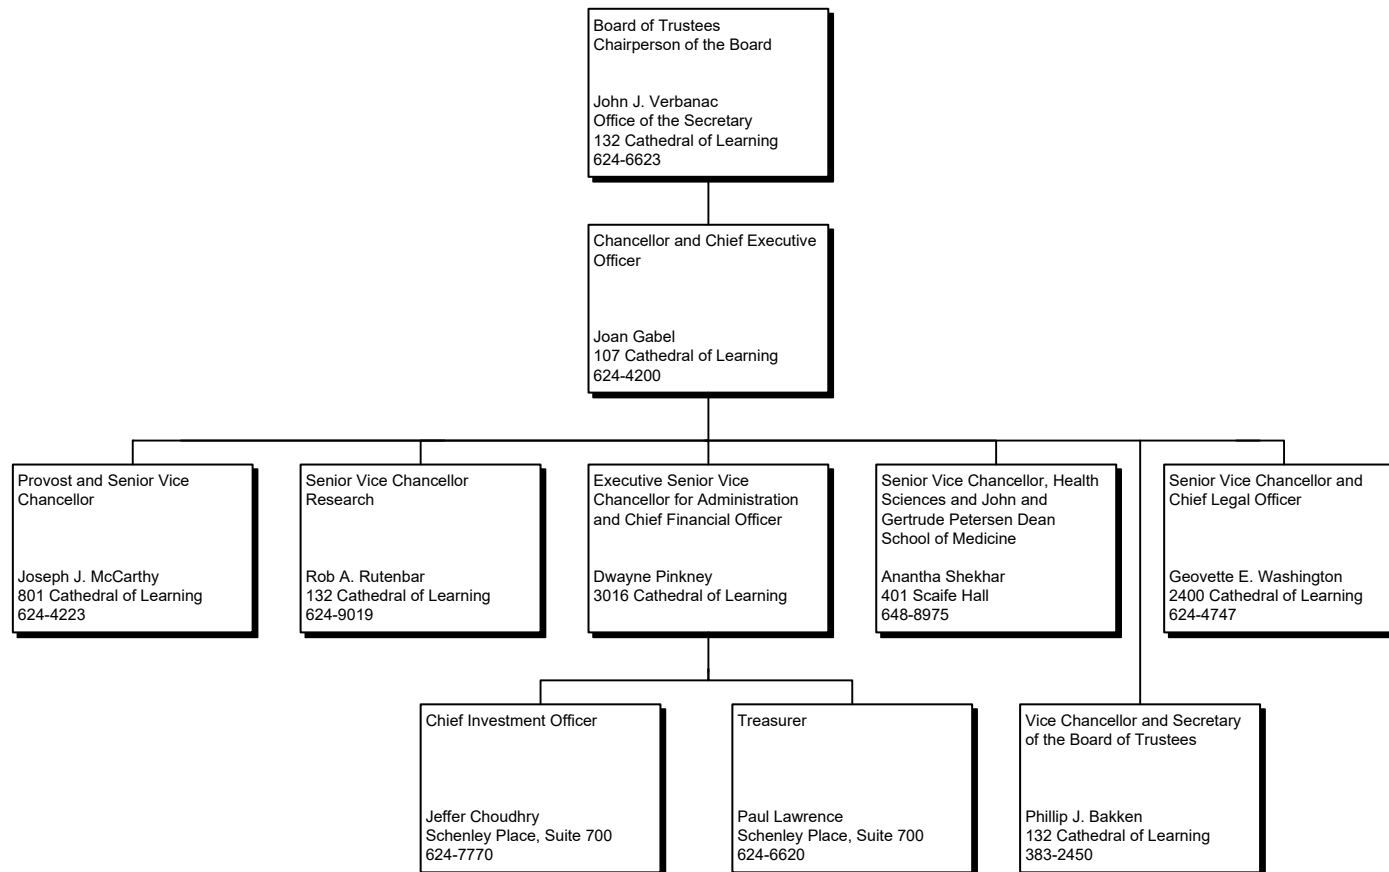 Board of Trustees
Chairperson of the Board
John J. Verbanac
Office of the Secretary
132 Cathedral of Learning
624-6623
Chancellor and Chief Executive
Officer
Joan Gabel
107 Cathedral of Learning
624-4200
Provost and Senior Vice
Chancellor
Joseph J. McCarthy
801 Cathedral of Learning
624-4223
Senior Vice Chancellor
Research
Rob A. Rutenbar
132 Cathedral of Learning
624-9019
Executive Senior Vice
Chancellor for Administration
and Chief Financial Officer
Dwayne Pinkney
3016 Cathedral of Learning
Senior Vice Chancellor, Health
Sciences and John and
Gertrude Petersen Dean
School of Medicine
Anantha Shekhar
401 Scaife Hall
648-8975
Senior Vice Chancellor and
Chief Legal Officer
Geovette E. Washington
2400 Cathedral of Learning
624-4747
Chief Investment Officer
Jeffer Choudhry
Schenley Place, Suite 700
624-7770
Treasurer
Paul Lawrence
Schenley Place, Suite 700
624-6620
Vice Chancellor and Secretary
of the Board of Trustees
Phillip J. Bakken
132 Cathedral of Learning
383-2450